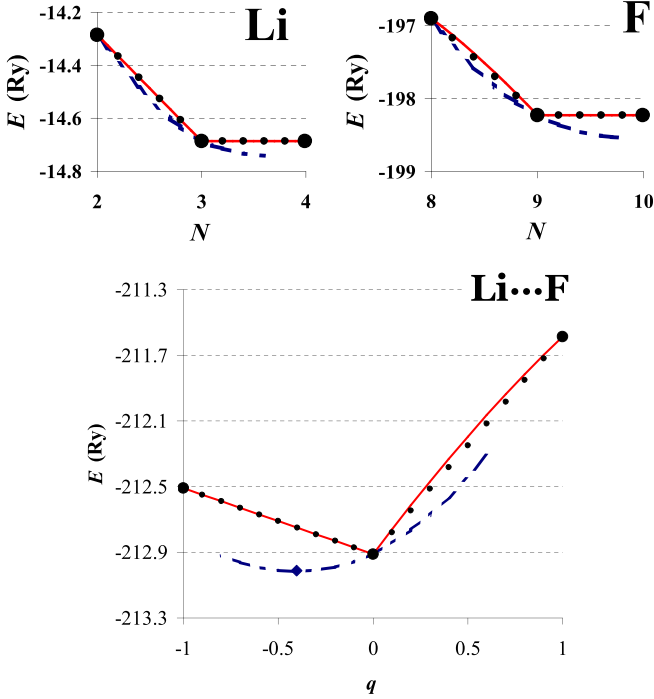 Li
-14.2
-14.4
-14.6
-14.8
E (Ry)
2
3
4
N
F
-197
-198
-199
E (Ry)
8
9
10
N
Li•••F
-211.3
-211.7
-212.1
-212.5
-212.9
-213.3
E (Ry)
-1
-0.5
0
0.5
1
q